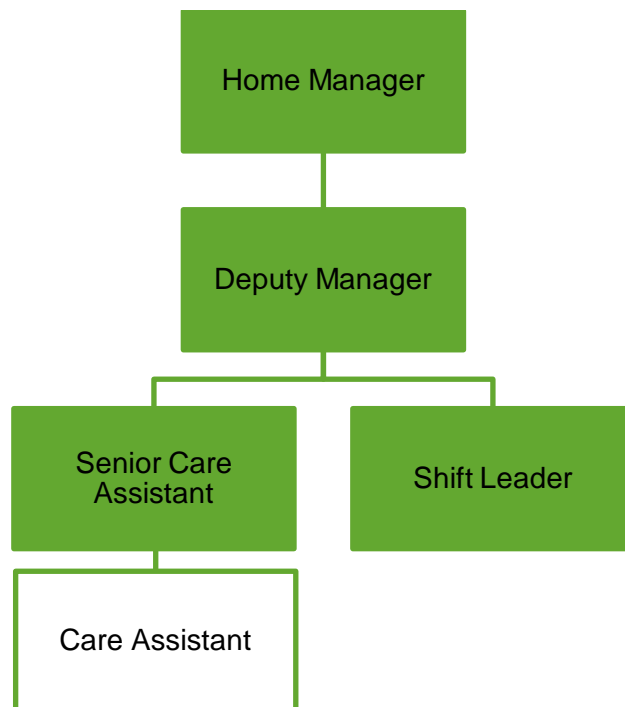 Home Manager
Deputy Manager
Senior Care
Assistant
Shift Leader
Care Assistant